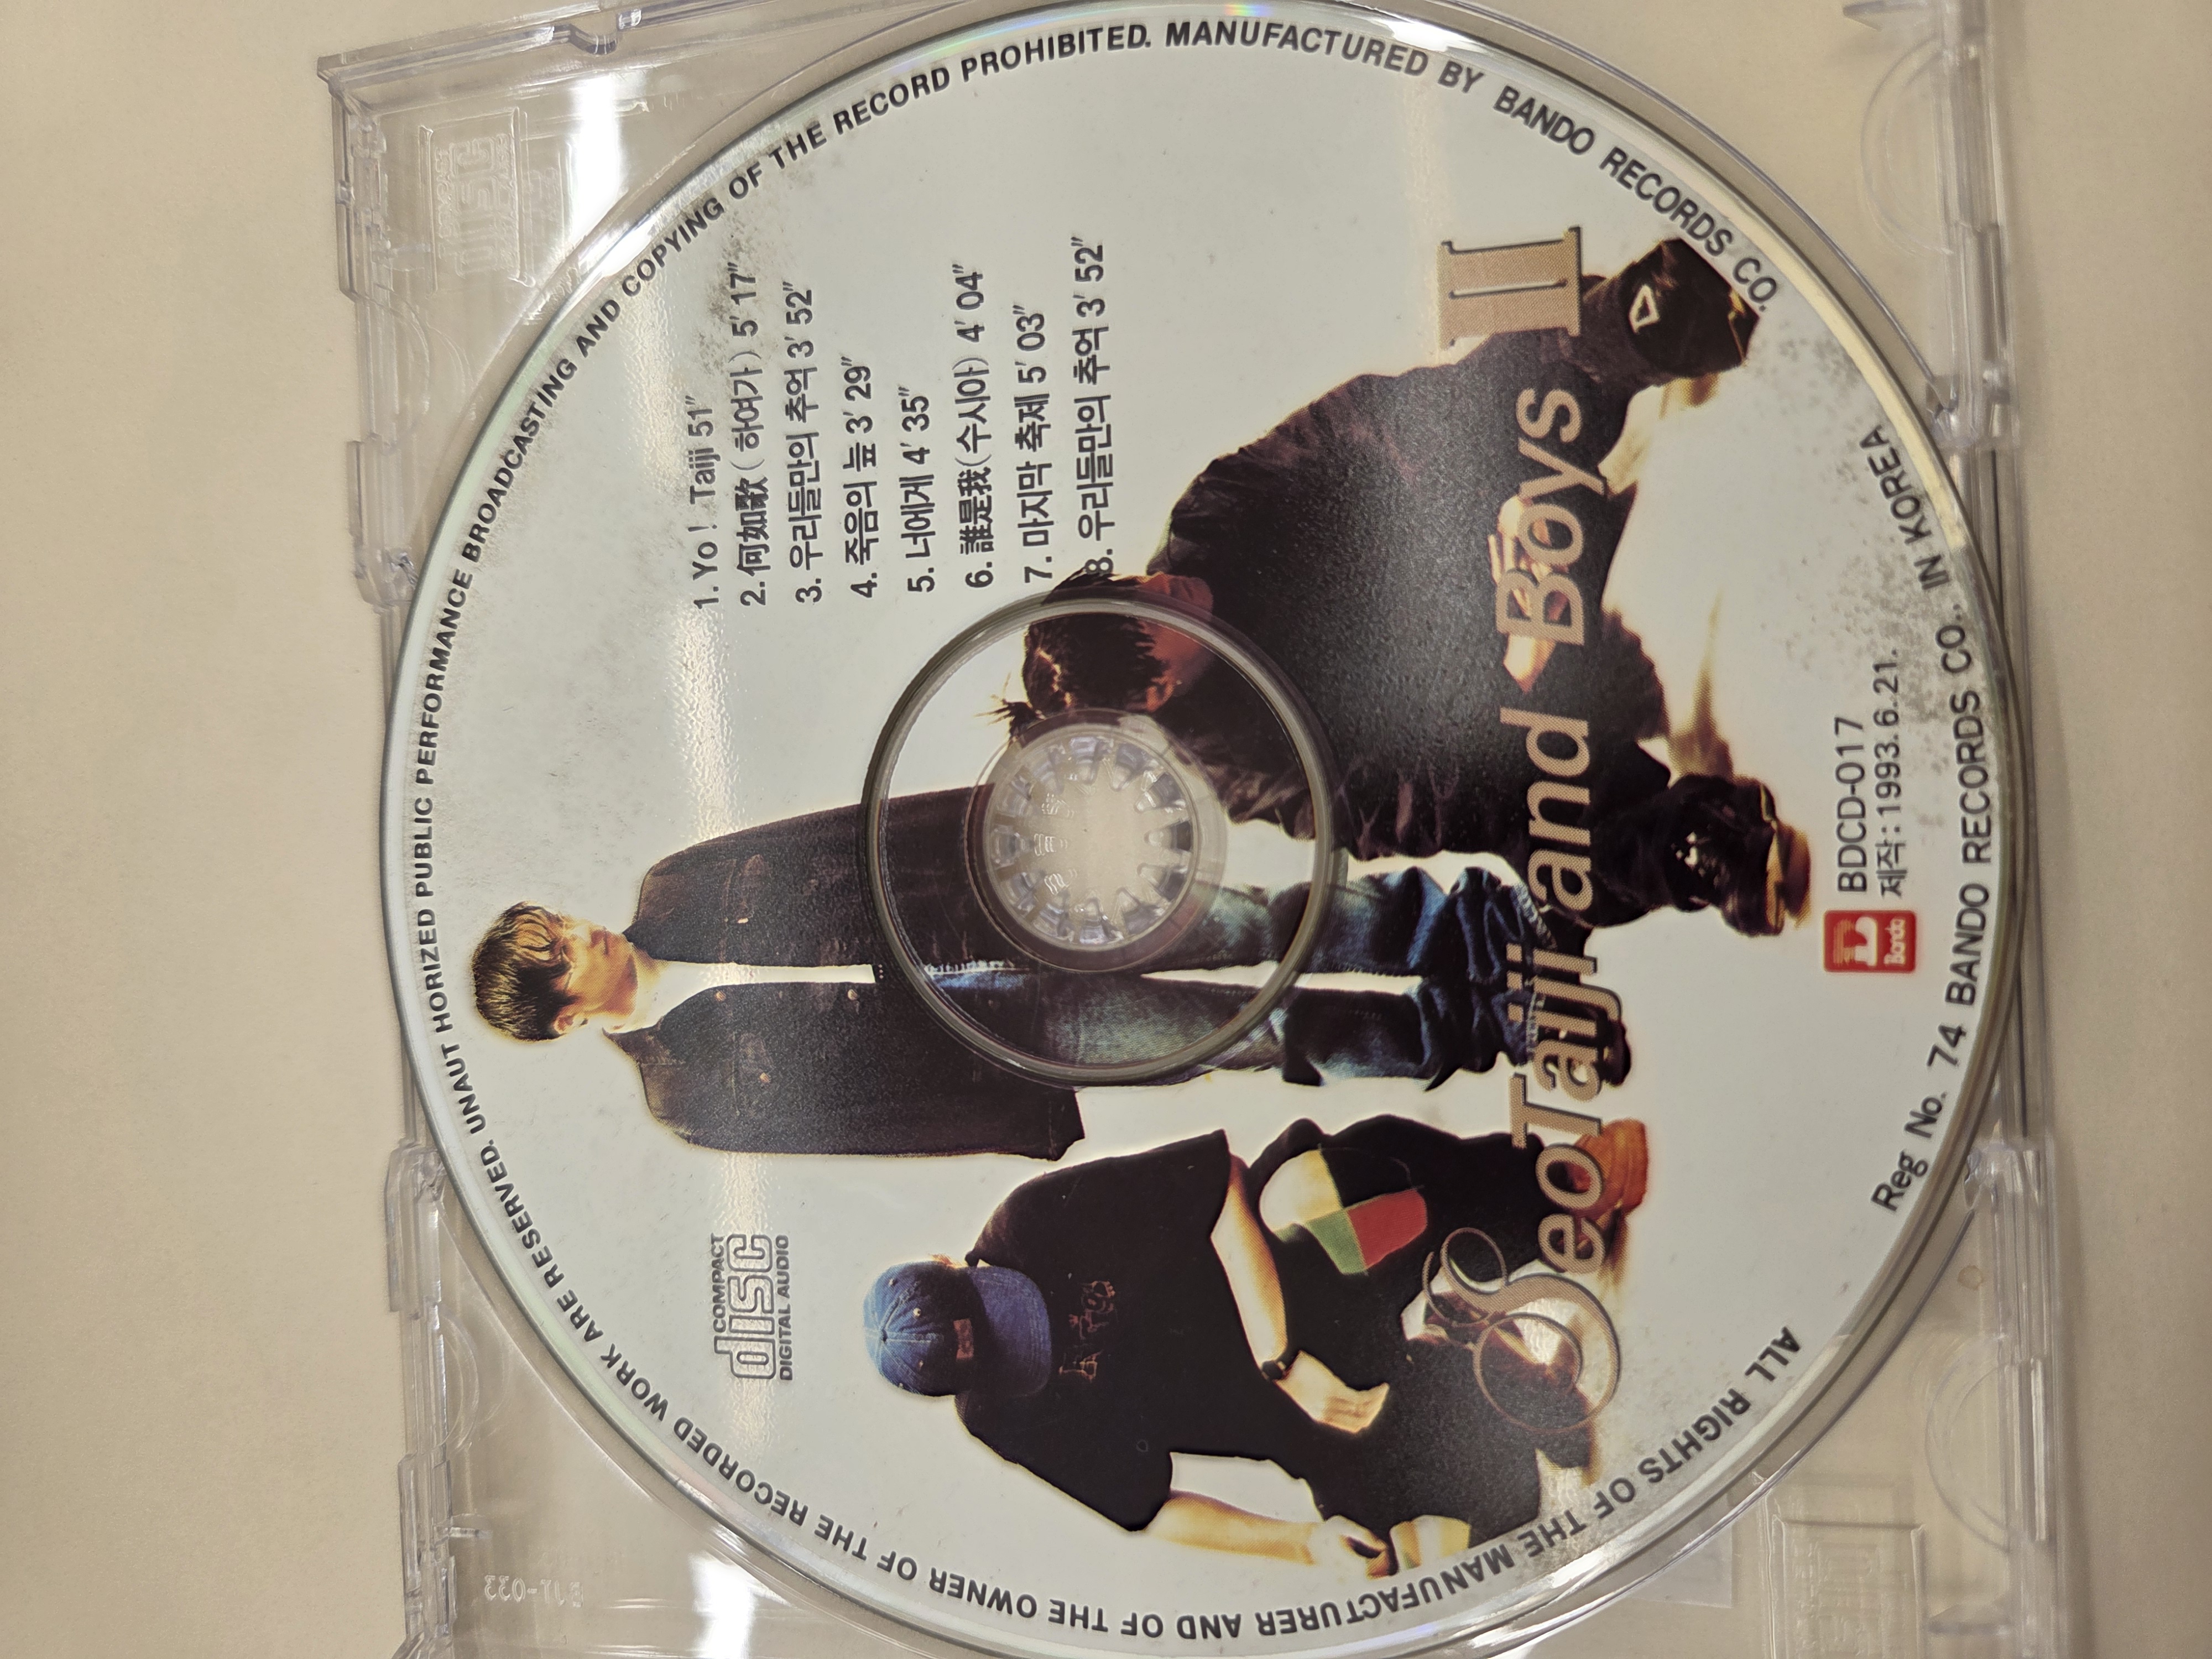 1. Yo ! Taiji 51″
2. 何如歌 ( 하여가 ) 5′ 17″
3. 우리들만의 추억 3′ 52″
4. 죽음의 늪 3′ 29″
5. 너에게 4′ 35″
6. 誰是我(수시아) 4′ 04″
7. 마지막 축제 5′ 03″
8. 우리들만의 추억 3′ 52″
COMPACT
disc
DIGITAL AUDIO
SeoTaiji and Boys II
Bando
BDCD-017
제작 : 1993. 6. 21.
Reg No. 74 BANDO RECORDS CO., IN KOREA
ALL RIGHTS OF THE MANUFACTURER AND OF THE OWNER OF THE RECORDED WORK ARE RESERVED. UNAUT HORIZED PUBLIC PERFORMANCE BROADCASTING AND COPYING OF THE RECORD PROHIBITED. MANUFACTURED BY BANDO RECORDS CO.
COMPACT
disc